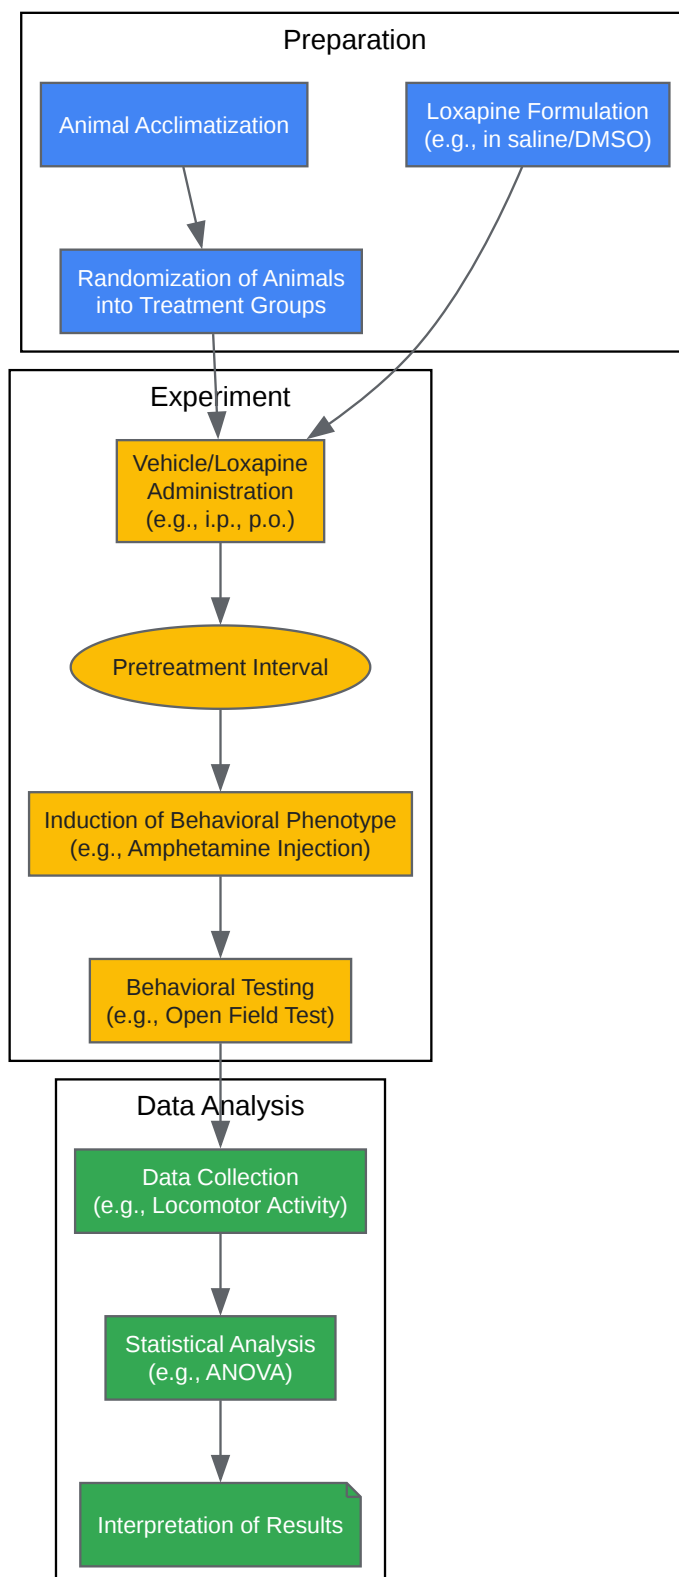 Preparation
Animal Acclimatization
Loxapine Formulation
(e.g., in saline/DMSO)
Randomization of Animals
into Treatment Groups
Experiment
Vehicle/Loxapine
Administration
(e.g., i.p., p.o.)
Pretreatment Interval
Induction of Behavioral Phenotype
(e.g., Amphetamine Injection)
Behavioral Testing
(e.g., Open Field Test)
Data Analysis
Data Collection
(e.g., Locomotor Activity)
Statistical Analysis
(e.g., ANOVA)
Interpretation of Results